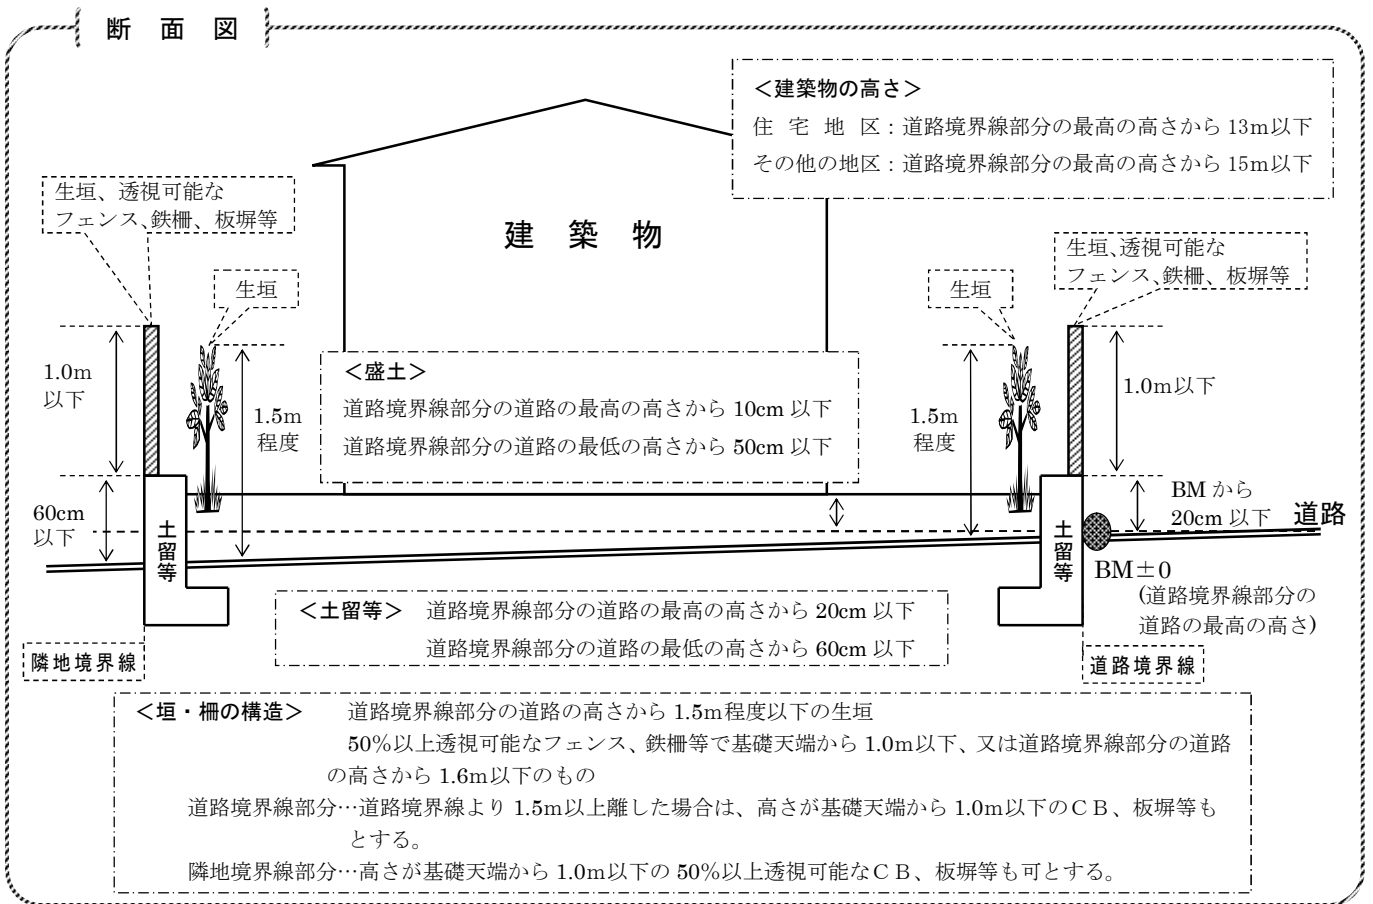 断面図
＜建築物の高さ＞
住宅地区：道路境界線部分の最高の高さから 13m以下
その他の地区：道路境界線部分の最高の高さから 15m以下
生垣、透視可能な
フェンス、鉄柵、板塀等
建築物
生垣、透視可能な
フェンス、鉄柵、板塀等
生垣
生垣
1.0m
以下
1.5m
程度
＜盛土＞
道路境界線部分の道路の最高の高さから 10cm 以下
道路境界線部分の道路の最低の高さから 50cm 以下
1.5m
程度
1.0m以下
60cm
以下
土留等
土留等
BM から
20cm 以下
道路
BM±0
(道路境界線部分の
道路の最高の高さ)
＜土留等＞ 道路境界線部分の道路の最高の高さから 20cm 以下
道路境界線部分の道路の最低の高さから 60cm 以下
隣地境界線
道路境界線
＜垣・柵の構造＞ 道路境界線部分の道路の高さから 1.5m程度以下の生垣
50％以上透視可能なフェンス、鉄柵等で基礎天端から 1.0m以下、又は道路境界線部分の道路
の高さから 1.6m以下のもの
道路境界線部分…道路境界線より 1.5m以上離した場合は、高さが基礎天端から 1.0m以下のＣＢ、板塀等も
とする。
隣地境界線部分…高さが基礎天端から 1.0m以下の 50％以上透視可能なＣＢ、板塀等も可とする。